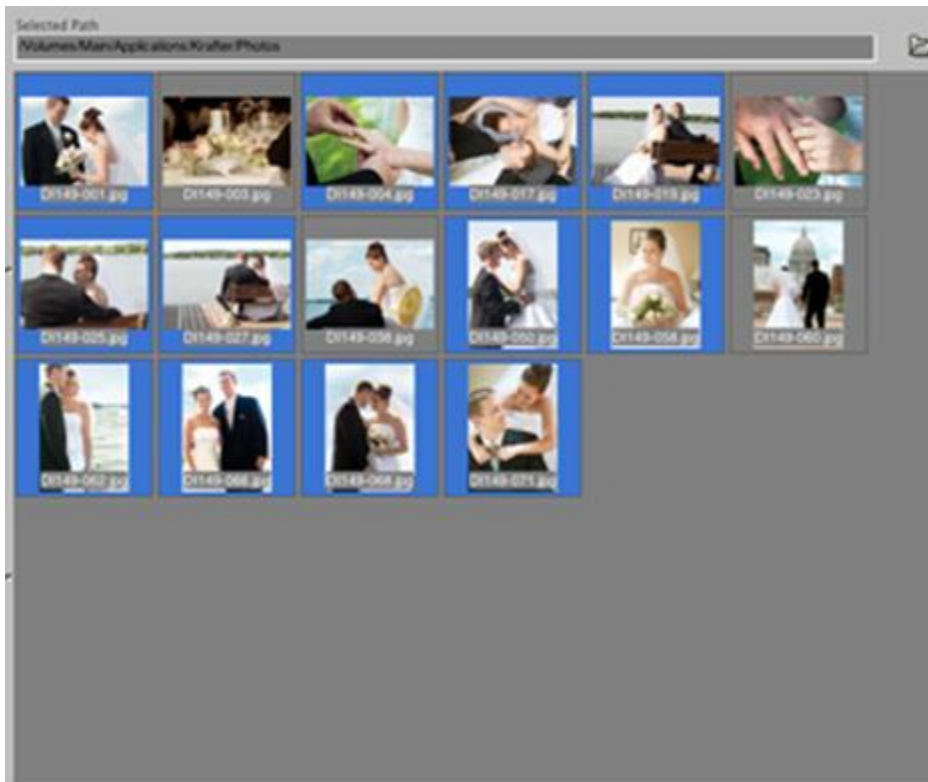 Selected Path
/Volumes/Main/Applications/Krafter/Photos
DI149-001.jpg DI149-003.jpg DI149-004.jpg DI149-017.jpg DI149-019.jpg DI149-023.jpg
DI149-025.jpg DI149-027.jpg DI149-038.jpg DI149-050.jpg DI149-058.jpg DI149-060.jpg
DI149-062.jpg DI149-066.jpg DI149-068.jpg DI149-071.jpg